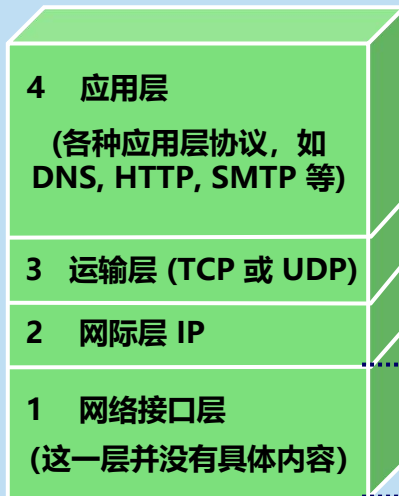 4 应用层
(各种应用层协议，如
DNS, HTTP, SMTP 等)
3 运输层 (TCP 或 UDP)
2 网际层 IP
1 网络接口层
(这一层并没有具体内容)